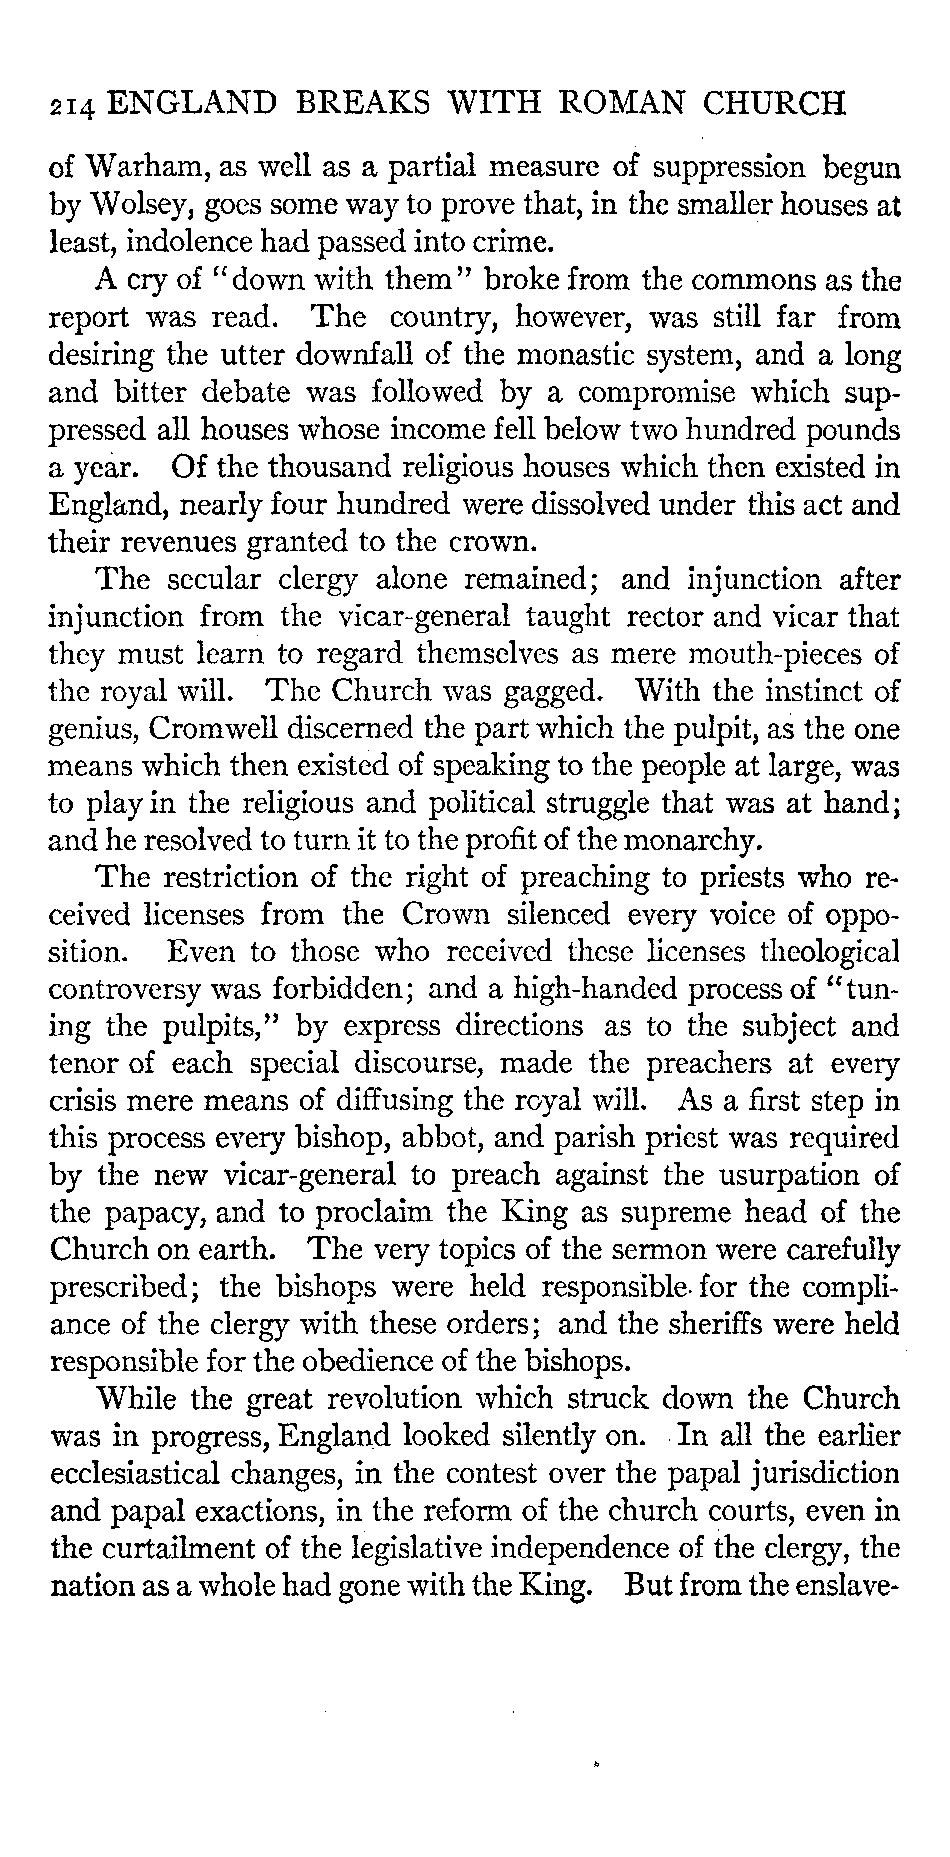 214 ENGLAND BREAKS WITH ROMAN CHURCH
of Warham, as well as a partial measure of suppression begun
by Wolsey, goes some way to prove that, in the smaller houses at
least, indolence had passed into crime.
A cry of "down with them" broke from the commons as the
report was read. The country, however, was still far from
desiring the utter downfall of the monastic system, and a long
and bitter debate was followed by a compromise which sup-
pressed all houses whose income fell below two hundred pounds
a year. Of the thousand religious houses which then existed in
England, nearly four hundred were dissolved under this act and
their revenues granted to the crown.
The secular clergy alone remained; and injunction after
injunction from the vicar-general taught rector and vicar that
they must learn to regard themselves as mere mouth-pieces of
the royal will. The Church was gagged. With the instinct of
genius, Cromwell discerned the part which the pulpit, as the one
means which then existed of speaking to the people at large, was
to play in the religious and political struggle that was at hand;
and he resolved to turn it to the profit of the monarchy.
The restriction of the right of preaching to priests who re-
ceived licenses from the Crown silenced every voice of oppo-
sition. Even to those who received these licenses theological
controversy was forbidden; and a high-handed process of "tun-
ing the pulpits," by express directions as to the subject and
tenor of each special discourse, made the preachers at every
crisis mere means of diffusing the royal will. As a first step in
this process every bishop, abbot, and parish priest was required
by the new vicar-general to preach against the usurpation of
the papacy, and to proclaim the King as supreme head of the
Church on earth. The very topics of the sermon were carefully
prescribed; the bishops were held responsible for the compli-
ance of the clergy with these orders; and the sheriffs were held
responsible for the obedience of the bishops.
While the great revolution which struck down the Church
was in progress, England looked silently on. In all the earlier
ecclesiastical changes, in the contest over the papal jurisdiction
and papal exactions, in the reform of the church courts, even in
the curtailment of the legislative independence of the clergy, the
nation as a whole had gone with the King. But from the enslave-